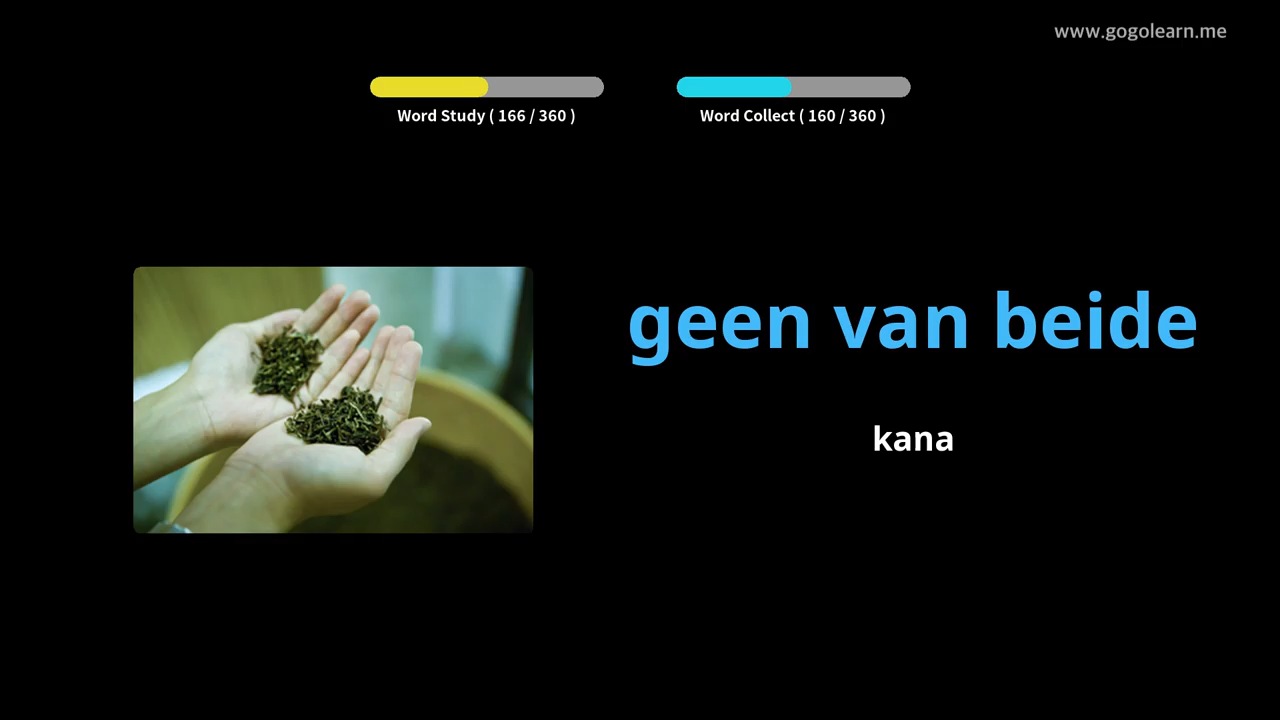 www.gogolearn.me
Word Study ( 166 / 360 )
Word Collect ( 160 / 360 )
geen van beide
kana